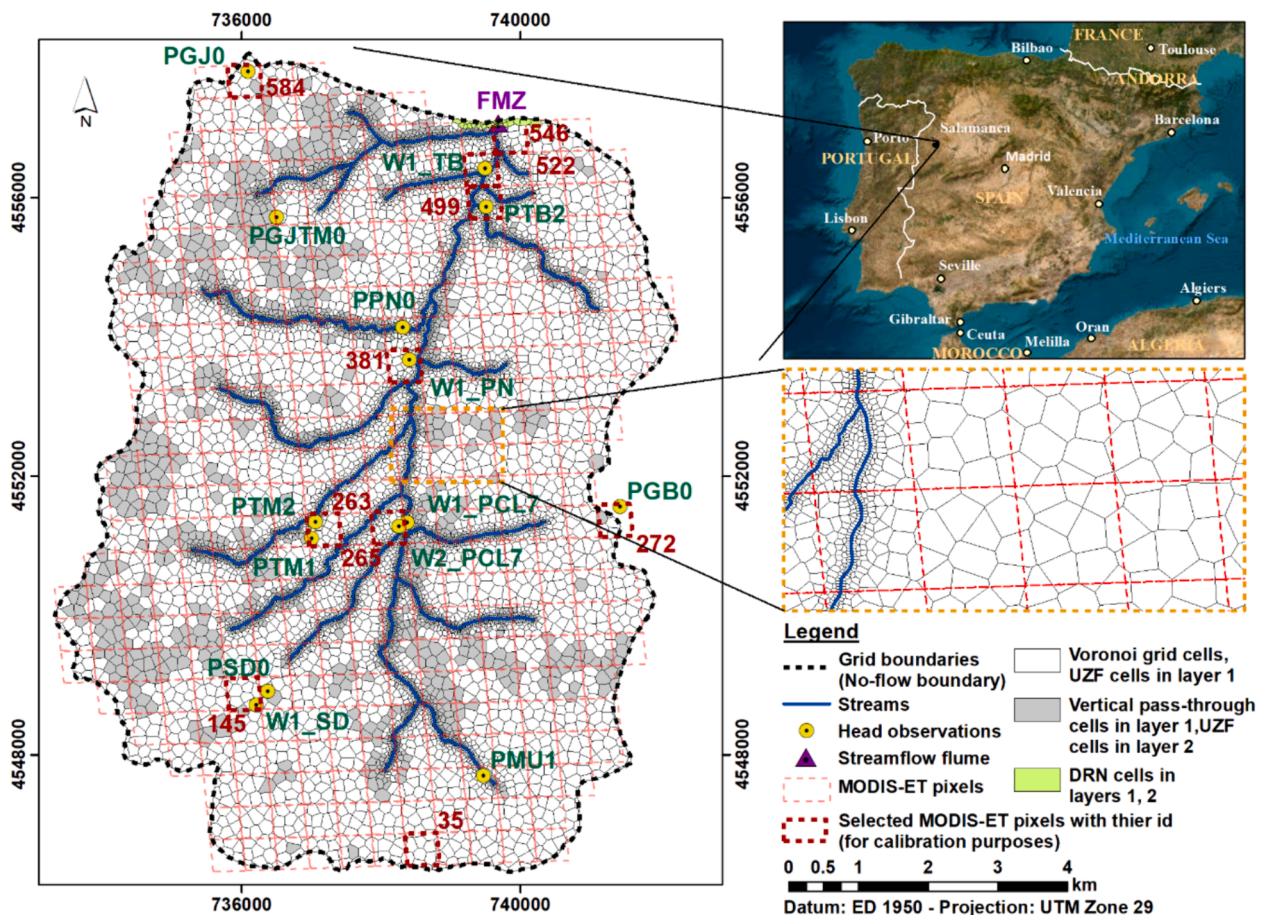 736000
740000
PGJ0
584
FMZ
546
W1_TB
522
4556000
499
PTB2
PGJTM0
PPN0
381
W1_PN
4552000
PTM2
263
W1_PCL7
PGB0
PTM1
265
W2_PCL7
272
PSD0
145
W1_SD
4548000
PMU1
35
N
736000
740000
4556000
4552000
4548000
FRANCE
Bilbao
Toulouse
ANDORRA
Barcelona
Porto
Salamanca
PORTUGAL
Madrid
SPAIN
Valencia
Lisbon
Mediterranean Sea
Seville
Algiers
Gibraltar
Ceuta
Oran
MOROCCO
Melilla
ALGERIA
Legend
Grid boundaries
(No-flow boundary)
Streams
Head observations
Streamflow flume
MODIS-ET pixels
Selected MODIS-ET pixels with thier id
(for calibration purposes)
Voronoi grid cells,
UZF cells in layer 1
Vertical pass-through
cells in layer 1,UZF
cells in layer 2
DRN cells in
layers 1, 2
0 0.5 1 2 3 4
km
Datum: ED 1950 - Projection: UTM Zone 29